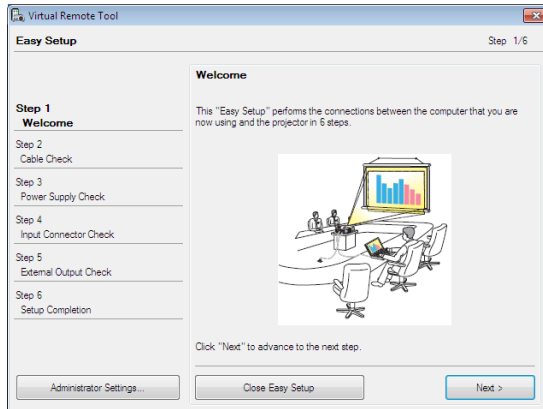 Virtual Remote Tool
Easy Setup
Step 1/6
Step 1
Welcome
Step 2
Cable Check
Step 3
Power Supply Check
Step 4
Input Connector Check
Step 5
External Output Check
Step 6
Setup Completion
Administrator Settings...
Welcome
This "Easy Setup" performs the connections between the computer that you are
now using and the projector in 6 steps.
Click "Next" to advance to the next step.
Close Easy Setup
Next >